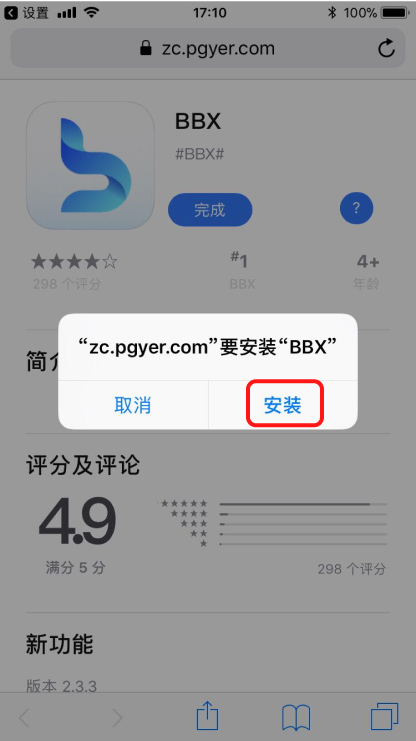 设置 17:10 100%
zc.pgyer.com
BBX
#BBX#
完成 ?
★★★★☆ #1 4+
298 个评分 BBX 年龄
“zc.pgyer.com”要安装“BBX”
简介
取消 安装
评分及评论
4.9
★★★★★
★★★★
★★★
★★
★
满分 5 分 298 个评分
新功能
版本 2.3.3